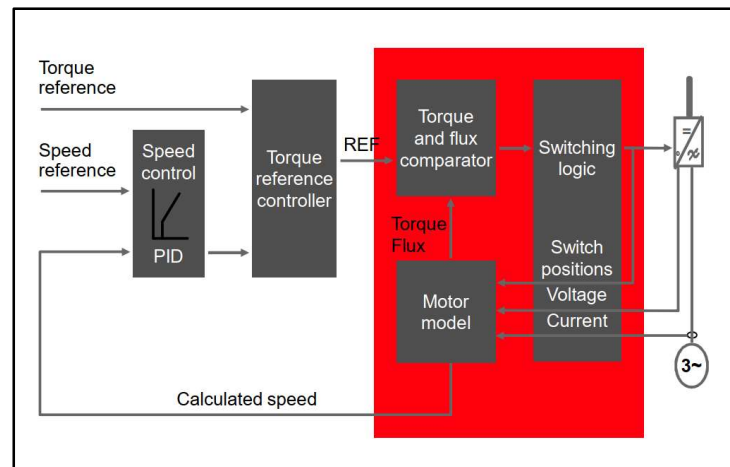 Torque
reference
Speed
reference
Speed
control
PID
Torque
reference
controller
REF
Torque
and flux
comparator
Switching
logic
Torque
Flux
Motor
model
Switch
positions
Voltage
Current
Calculated speed
=
3~